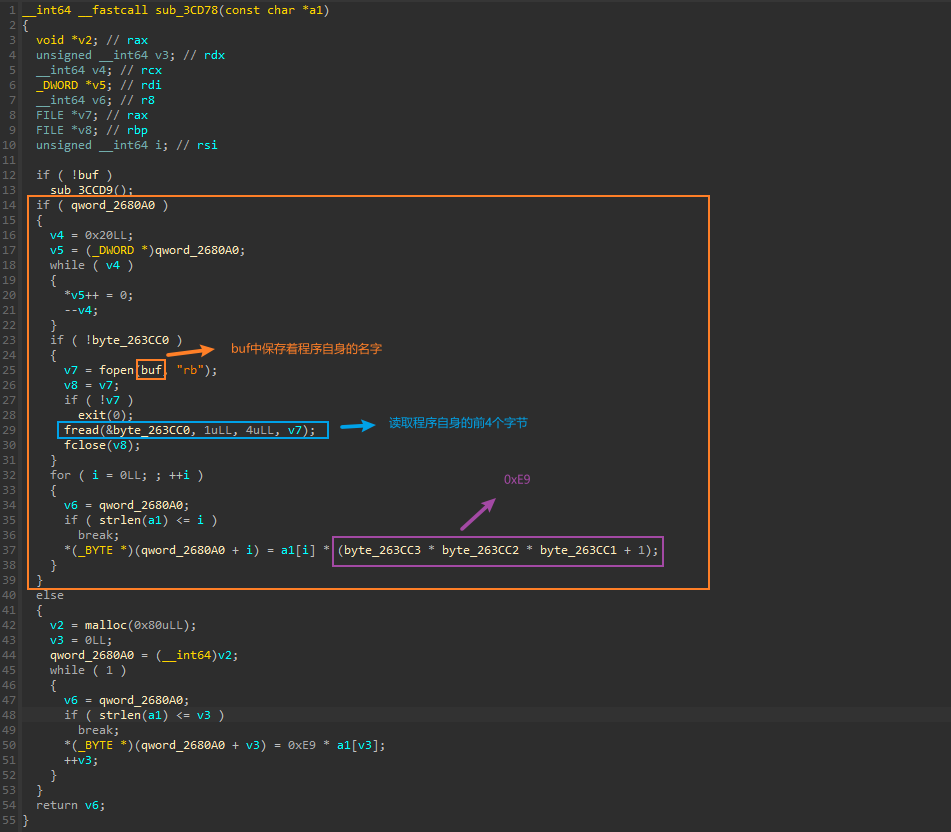 1 __int64 __fastcall sub_3CD78(const char *a1)
2 {
3   void *v2; // rax
4   unsigned __int64 v3; // rdx
5   __int64 v4; // rcx
6   _DWORD *v5; // rdi
7   __int64 v6; // r8
8   FILE *v7; // rax
9   FILE *v8; // rbp
10   unsigned __int64 i; // rsi
11
12   if ( !buf )
13     sub_3CCD9();
14   if ( qword_2680A0 )
15   {
16     v4 = 0x20LL;
17     v5 = (_DWORD *)qword_2680A0;
18     while ( v4 )
19     {
20       *v5++ = 0;
21       --v4;
22     }
23     if ( !byte_263CC0 )
24     {
buf中保存着程序自身的名字
25       v7 = fopen(buf, "rb");
26       v8 = v7;
27       if ( !v7 )
28         exit(0);
29       fread(&byte_263CC0, 1uLL, 4uLL, v7);
读取程序自身的前4个字节
30       fclose(v8);
31     }
32     for ( i = 0LL; ; ++i )
0xE9
33     {
34       v6 = qword_2680A0;
35       if ( strlen(a1) <= i )
36         break;
37       *(_BYTE *)(qword_2680A0 + i) = a1[i] * (byte_263CC3 * byte_263CC2 * byte_263CC1 + 1);
38     }
39   }
40   else
41   {
42     v2 = malloc(0x80uLL);
43     v3 = 0LL;
44     qword_2680A0 = (__int64)v2;
45     while ( 1 )
46     {
47       v6 = qword_2680A0;
48       if ( strlen(a1) <= v3 )
49         break;
50       *(_BYTE *)(qword_2680A0 + v3) = 0xE9 * a1[v3];
51       ++v3;
52     }
53   }
54   return v6;
55 }